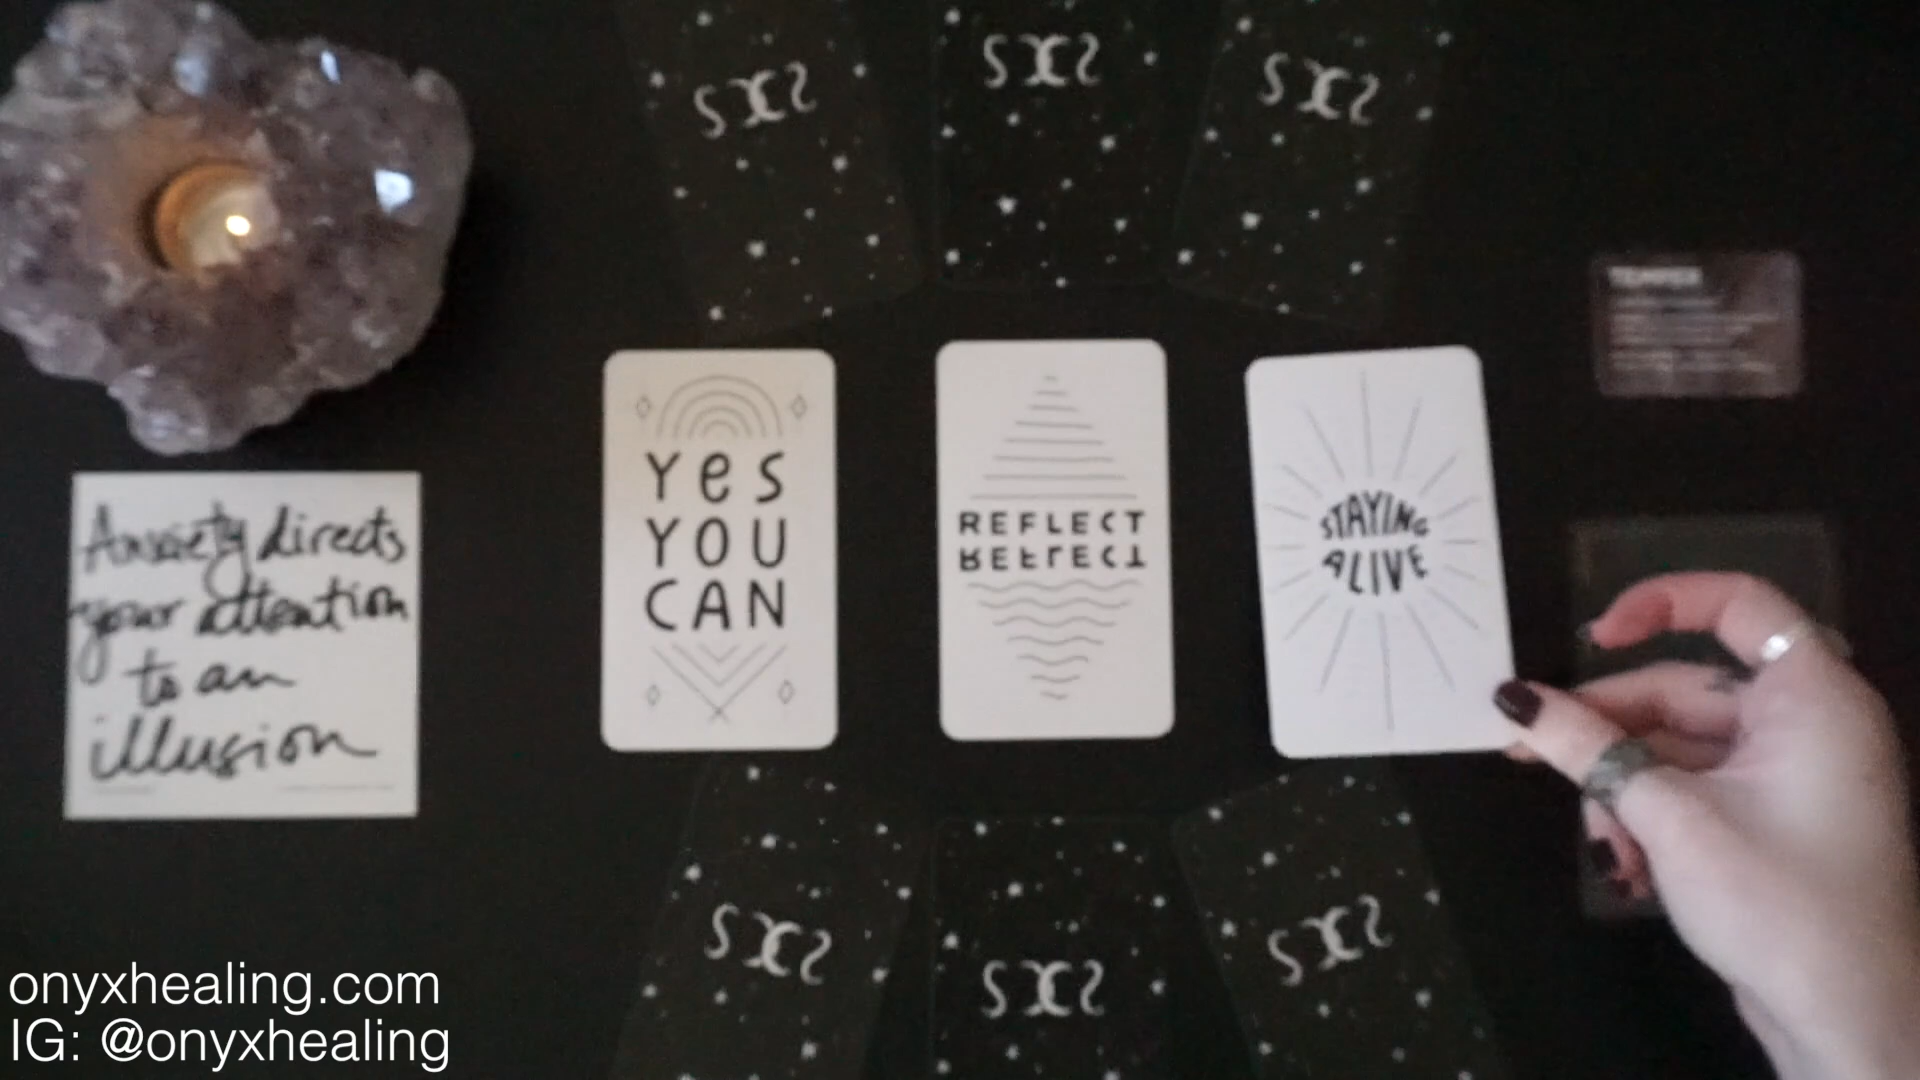 Anxiety directs
your attention
to an
illusion
YeS
YOU
CAN
REFLECT
REFLECT
STAYING
ALIVE
onyxhealing.com
IG: @onyxhealing